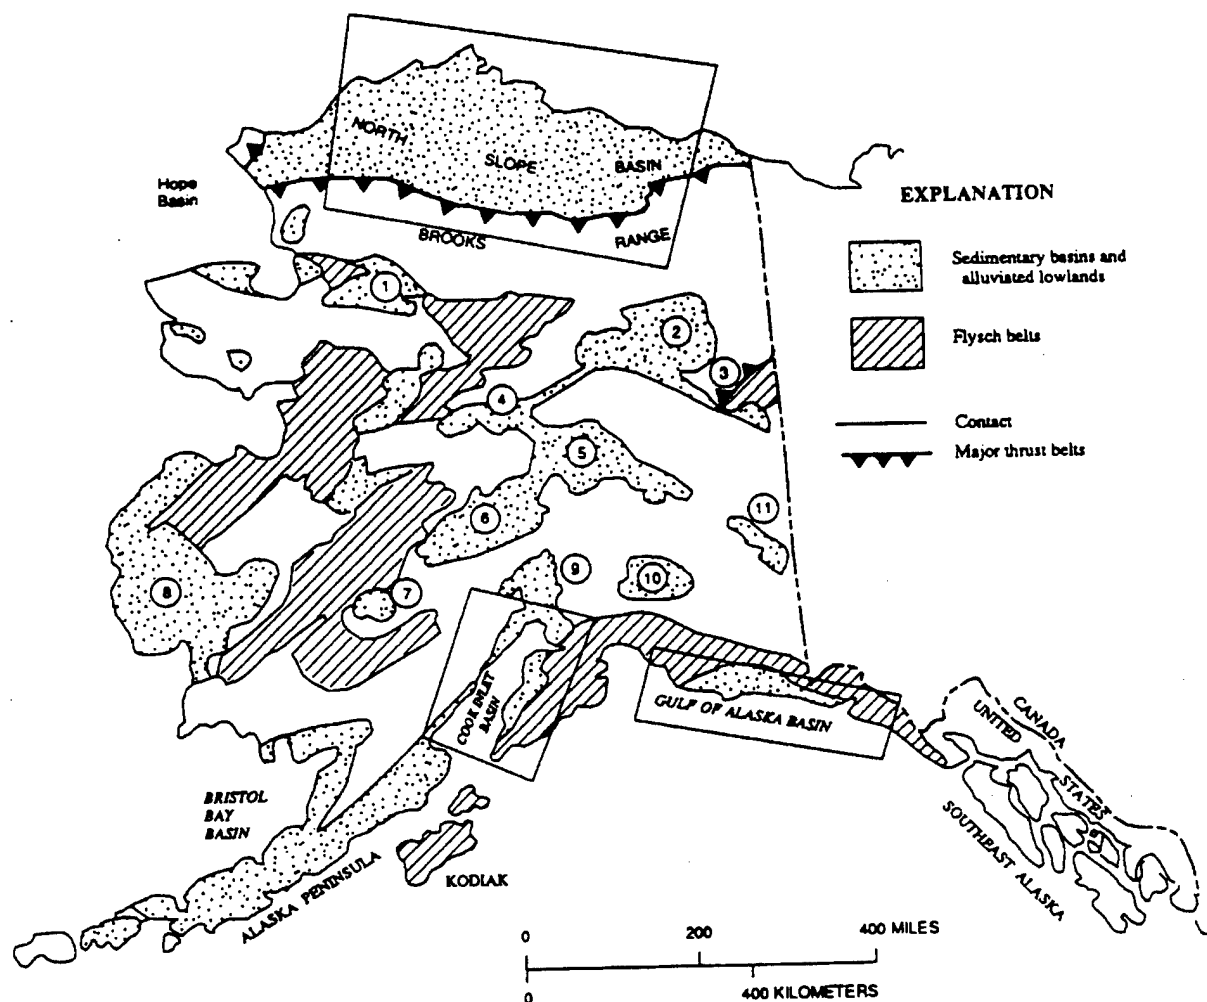 NORTH
SLOPE
BASIN
Hope
Basin
BROOKS
RANGE
EXPLANATION
Sedimentary basins and
alluviated lowlands
Flysch belts
Contact
Major thrust belts
1
2
3
4
5
6
11
7
8
9
10
COOK INLET
BASIN
GULF OF ALASKA BASIN
CANADA
UNITED
STATES
SOUTHEAST ALASKA
BRISTOL
BAY
BASIN
ALASKA PENINSULA
KODIAK
0
200
400 MILES
0
400 KILOMETERS